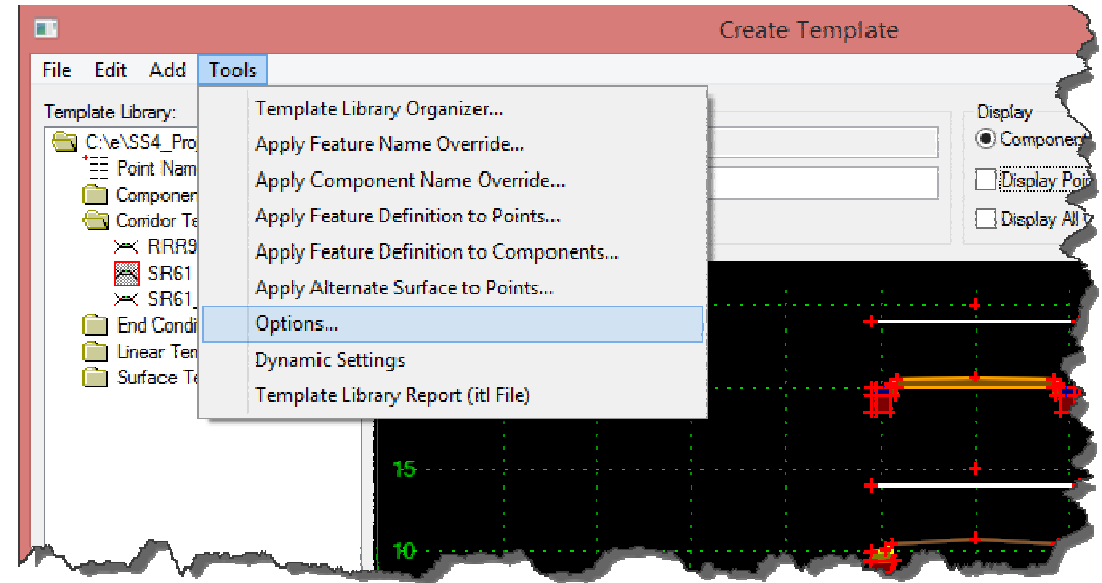 Create Template
File Edit Add Tools
Template Library:
C:\e\SS4_Pro
Point Nam
Componen
Corridor Te
RRR9
SR61
SR61_
End Condi
Linear Tem
Surface Te
Template Library Organizer...
Apply Feature Name Override...
Apply Component Name Override...
Apply Feature Definition to Points...
Apply Feature Definition to Components...
Apply Alternate Surface to Points...
Options...
Dynamic Settings
Template Library Report (itl File)
Display
Componen
Display Poin
Display All
15
10